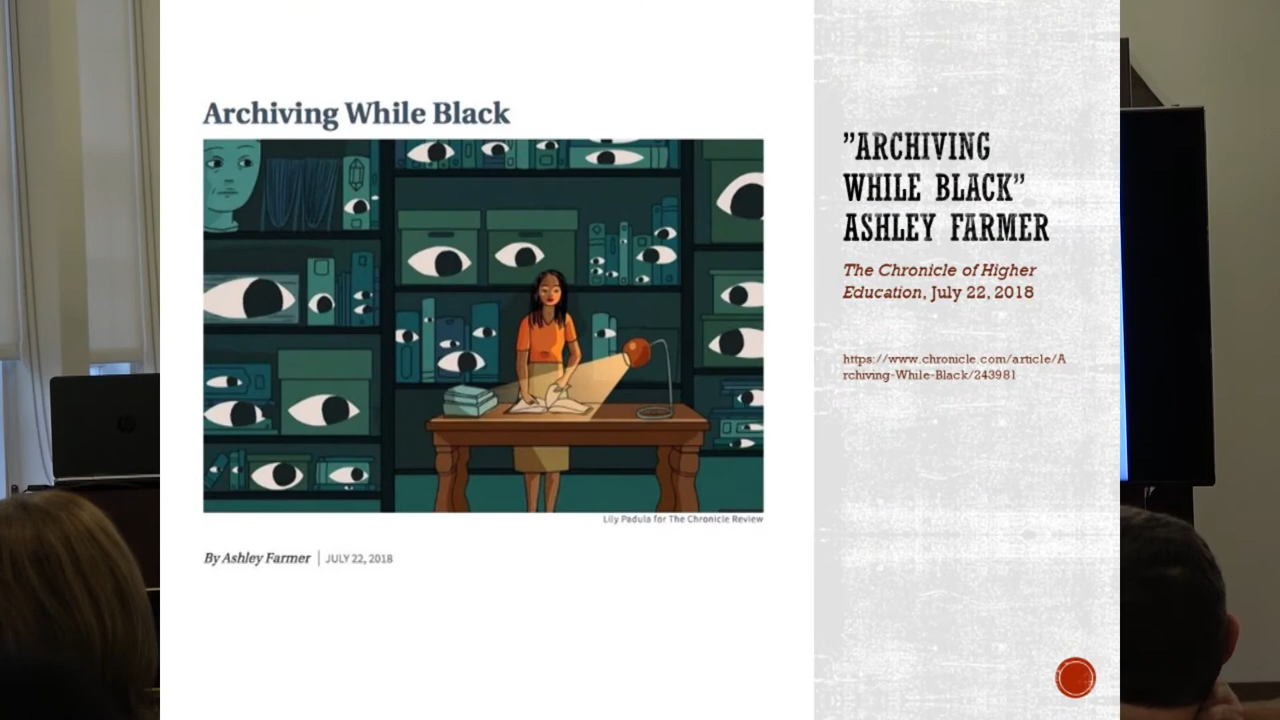 Archiving While Black
Lily Padula for The Chronicle Review
By Ashley Farmer | JULY 22, 2018
”ARCHIVING
WHILE BLACK”
ASHLEY FARMER
The Chronicle of Higher
Education, July 22, 2018
https://www.chronicle.com/article/A
rchiving-While-Black/243981